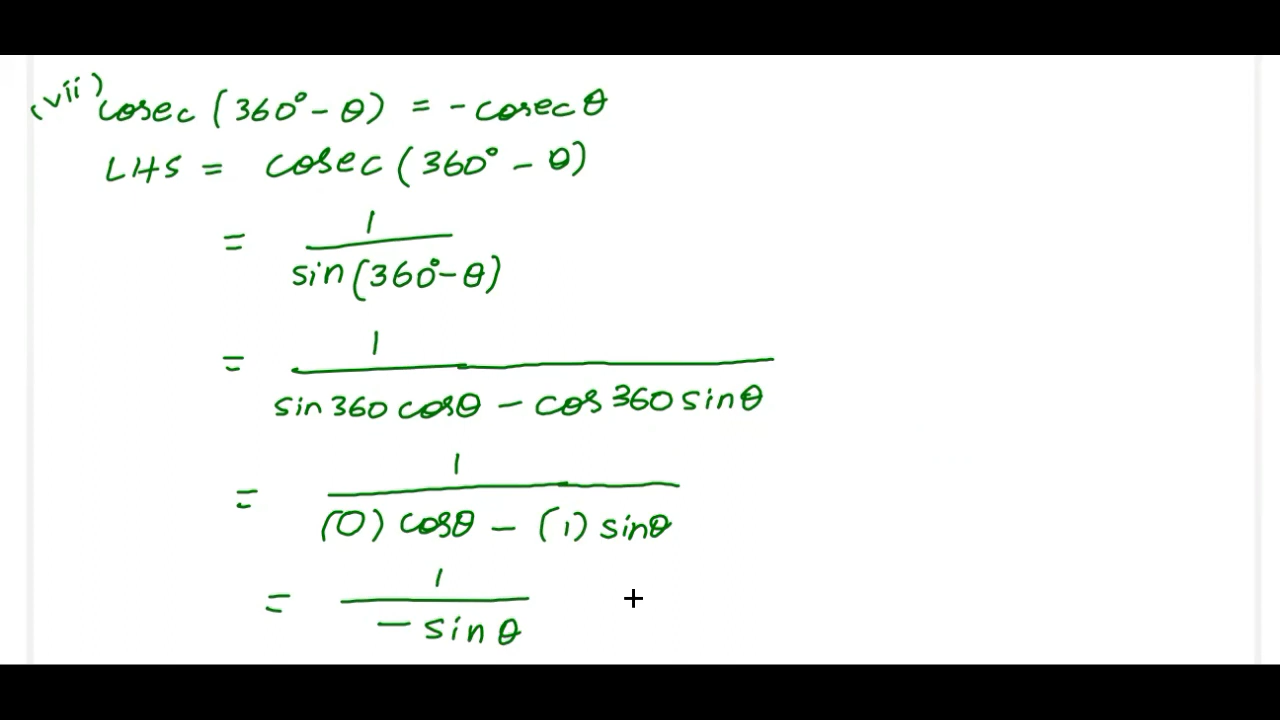 (vii) cosec (360° - θ) = - cosec θ
LHS = cosec (360° - θ)
= 1 / sin (360° - θ)
= 1 / sin 360 cos θ - cos 360 sin θ
= 1 / (0) cos θ - (1) sin θ
= 1 / - sin θ